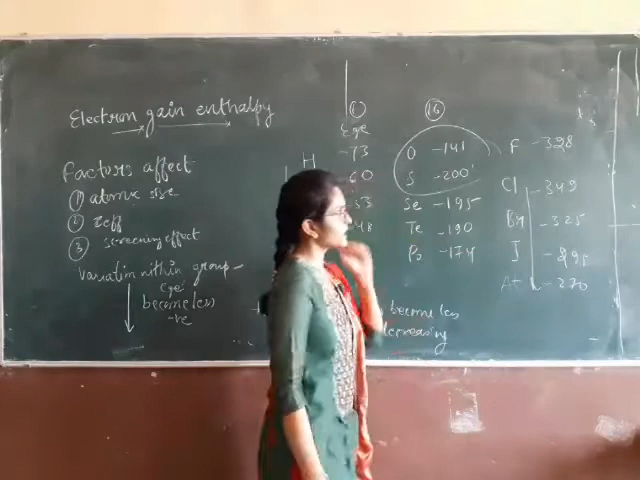 Electron gain enthalpy
Factors affect
① atomic size
② Zeff
③ screening effect
Variation within group -
ege
become less
-ve
①
Ege
H -73
-60
-53
-48
16
O -141
S -200
Se -195
Te -190
Po -174
F -328
Cl -349
Br -325
I -295
At -270
become less
decreasing